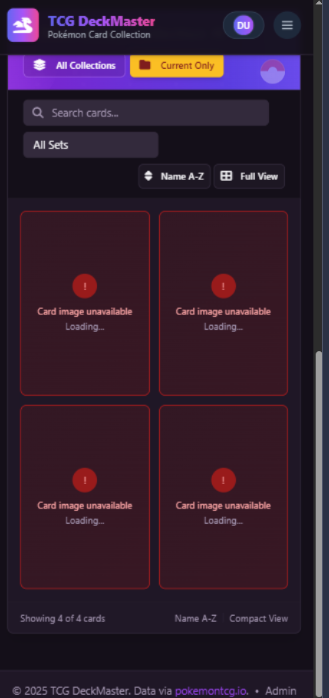 TCG DeckMaster
Pokémon Card Collection
DU
All Collections
Current Only
Search cards...
All Sets
Name A-Z
Full View
!
Card image unavailable
Loading...
!
Card image unavailable
Loading...
!
Card image unavailable
Loading...
!
Card image unavailable
Loading...
Showing 4 of 4 cards
Name A-Z
Compact View
© 2025 TCG DeckMaster. Data via pokemontcg.io. • Admin